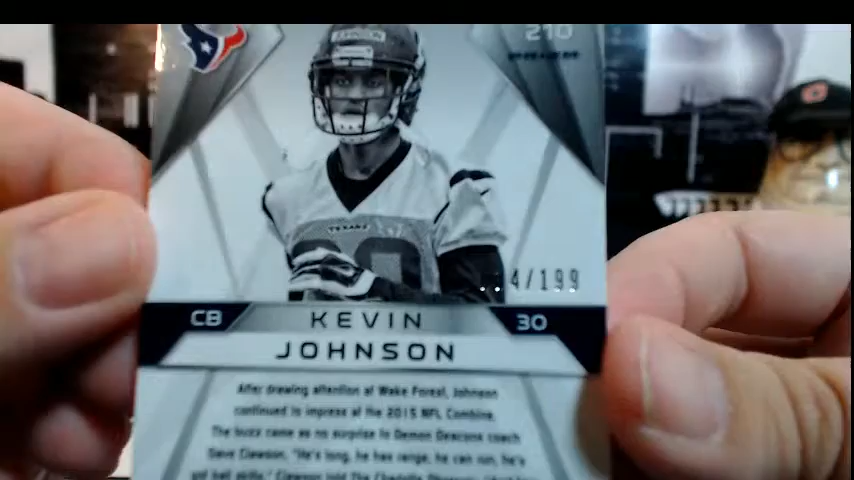 JOHNSON
210
TEXANS
4/199
CB
KEVIN
30
JOHNSON
After drawing attention at Wake Forest, Johnson
continued to impress at the 2015 NFL Combine.
The buzz came as no surprise to Demon Deacons coach
Dave Clawson. "He's long, he has range, he can run, he's
got ball skills," Clawson told The Charlotte Observer.